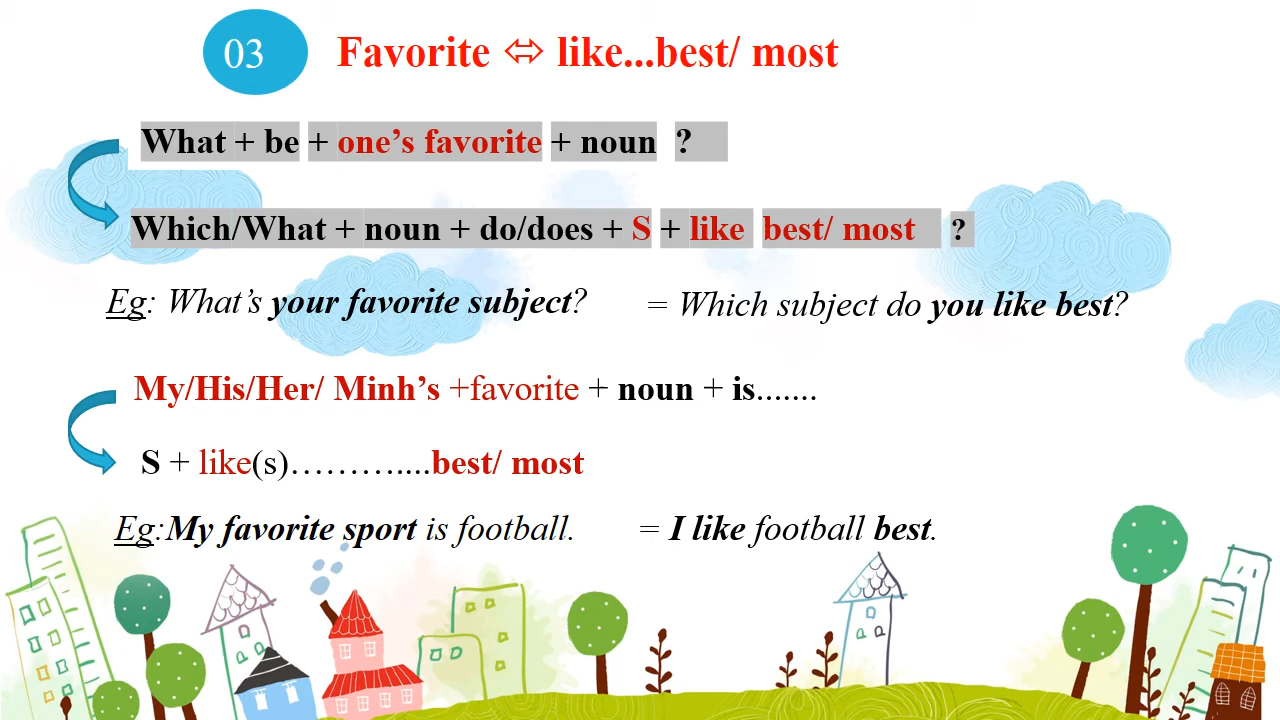 03
Favorite ⬄ like...best/ most
What + be + one’s favorite + noun ?
Which/What + noun + do/does + S + like best/ most ?
Eg: What’s your favorite subject? = Which subject do you like best?
My/His/Her/ Minh’s +favorite + noun + is.......
S + like(s)………....best/ most
Eg:My favorite sport is football. = I like football best.